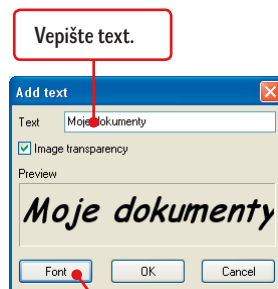 Vepište text.
Add text
Text Moje dokumenty
Image transparency
Preview
Moje dokumenty
Font OK Cancel